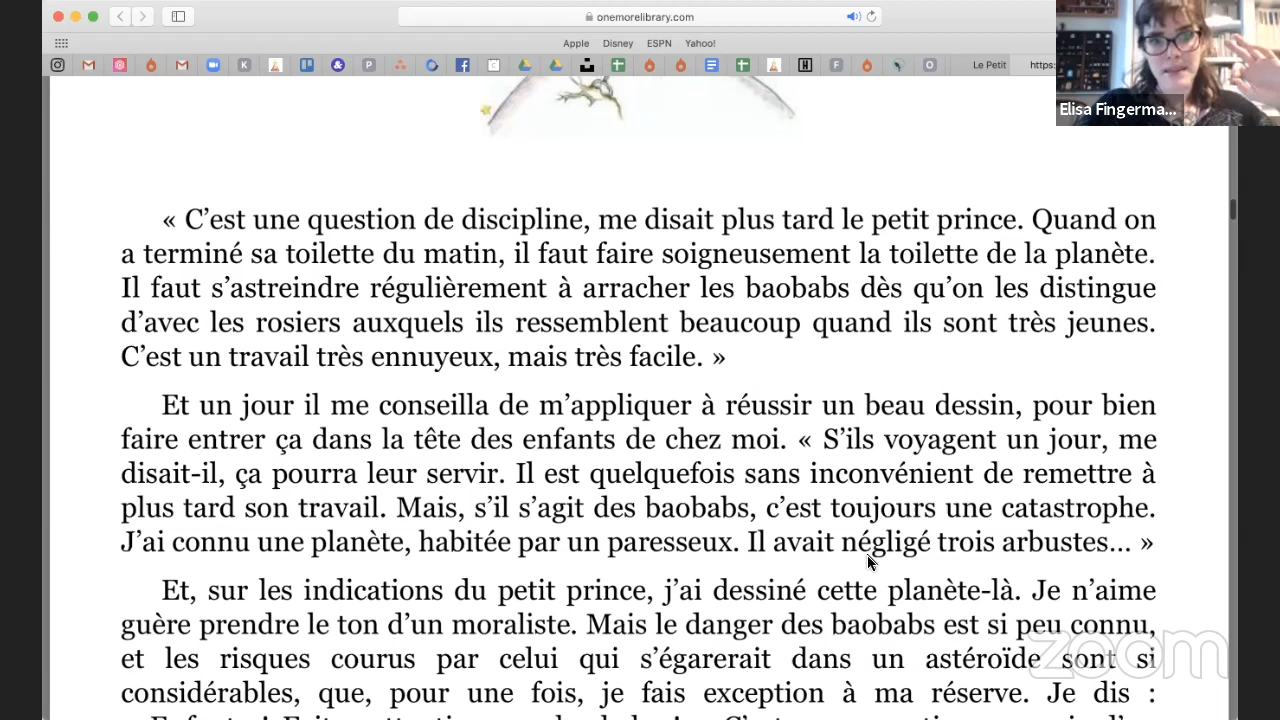 onemorelibrary.com
Apple Disney ESPN Yahoo!
Le Petit https:
Elisa Fingerma...
« C’est une question de discipline, me disait plus tard le petit prince. Quand on
a terminé sa toilette du matin, il faut faire soigneusement la toilette de la planète.
Il faut s’astreindre régulièrement à arracher les baobabs dès qu’on les distingue
d’avec les rosiers auxquels ils ressemblent beaucoup quand ils sont très jeunes.
C’est un travail très ennuyeux, mais très facile. »
Et un jour il me conseilla de m’appliquer à réussir un beau dessin, pour bien
faire entrer ça dans la tête des enfants de chez moi. « S’ils voyagent un jour, me
disait-il, ça pourra leur servir. Il est quelquefois sans inconvénient de remettre à
plus tard son travail. Mais, s’il s’agit des baobabs, c’est toujours une catastrophe.
J’ai connu une planète, habitée par un paresseux. Il avait négligé trois arbustes... »
Et, sur les indications du petit prince, j’ai dessiné cette planète-là. Je n’aime
guère prendre le ton d’un moraliste. Mais le danger des baobabs est si peu connu,
et les risques courus par celui qui s’égarerait dans un astéroïde sont si
considérables, que, pour une fois, je fais exception à ma réserve. Je dis :
zoom